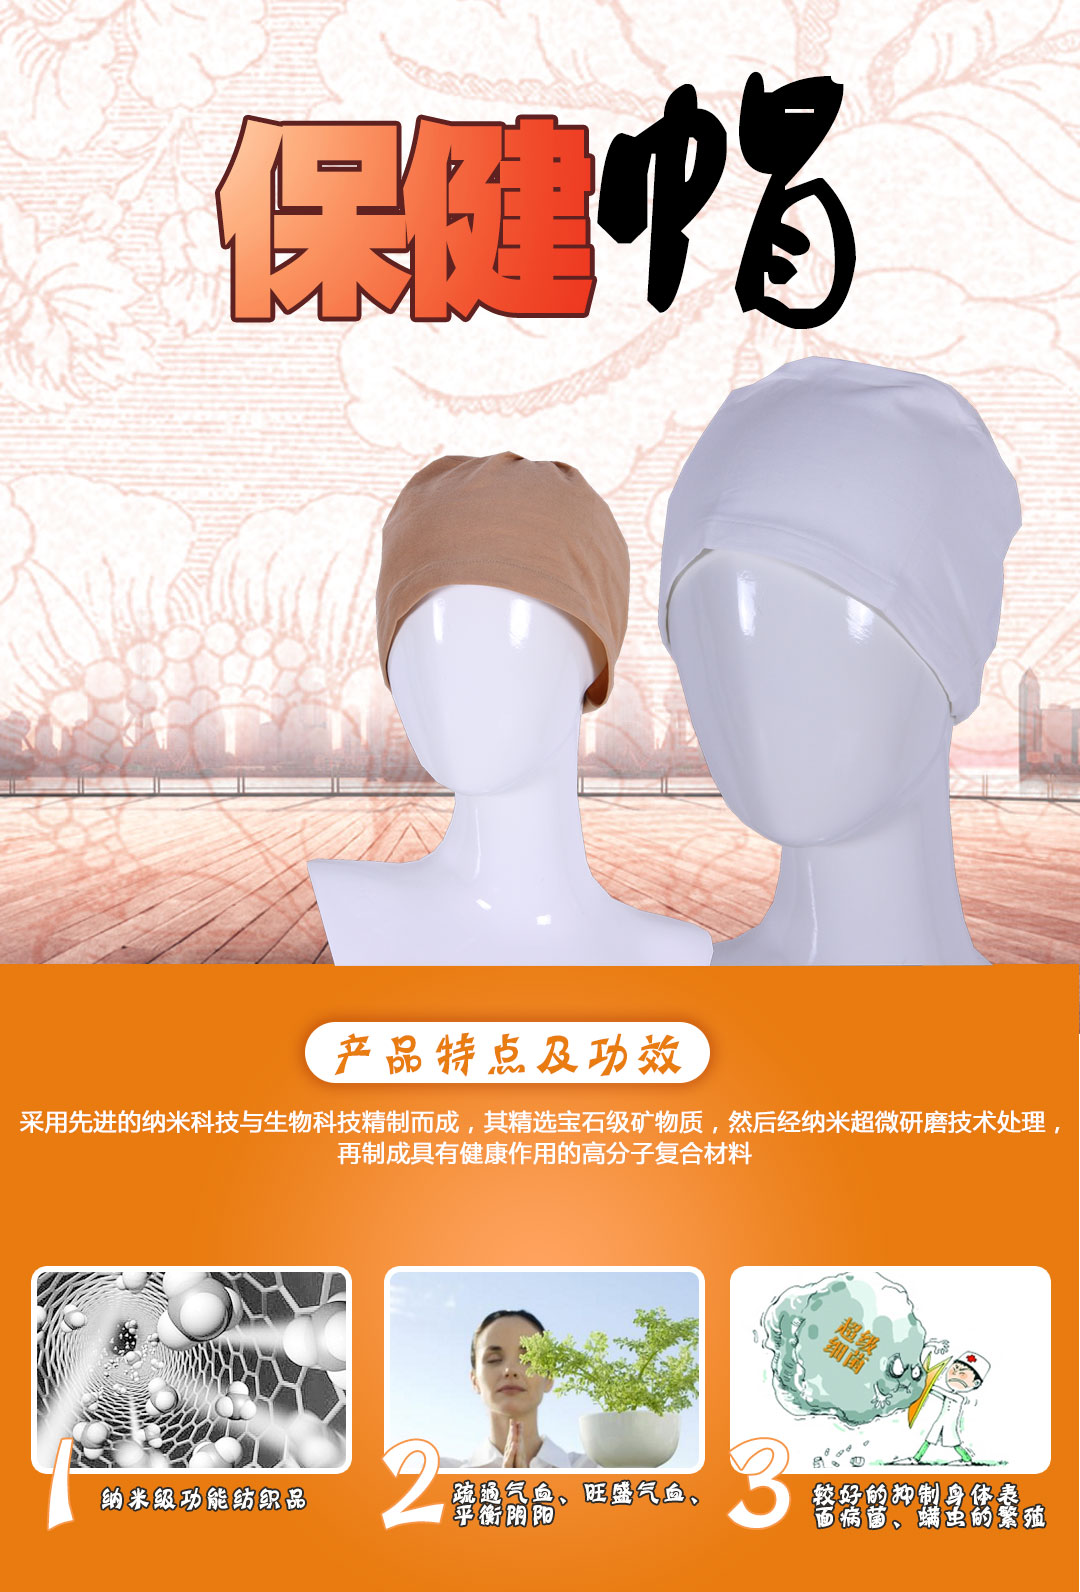 保健帽
产品特点及功效
采用先进的纳米科技与生物科技精制而成，其精选宝石级矿物质，然后经纳米超微研磨技术处理，
再制成具有健康作用的高分子复合材料
超级
细菌
1 纳米级功能纺织品
2 疏通气血、旺盛气血、
平衡阴阳
3 较好的抑制身体表
面病菌、螨虫的繁殖